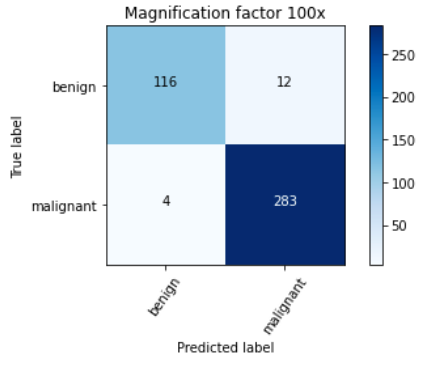 Magnification factor 100x
True label
benign
116
12
malignant
4
283
benign
malignant
Predicted label
250
200
150
100
50